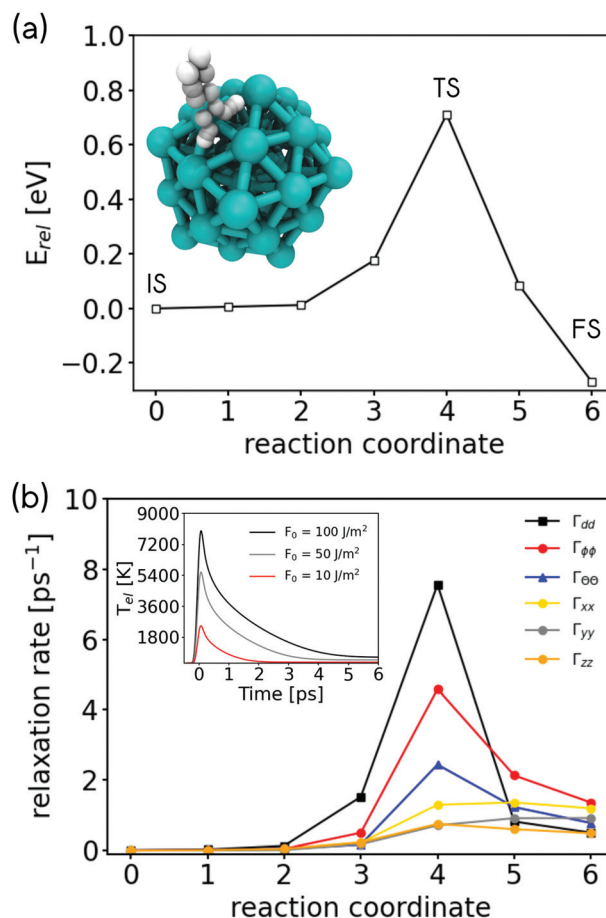 (a)
1.0
0.8
0.6
0.4
0.2
0.0
−0.2
E_rel [eV]
IS
TS
FS
0 1 2 3 4 5 6
reaction coordinate
(b)
10
8
6
4
2
0
relaxation rate [ps⁻¹]
9000
7200
5400
3600
1800
T_el [K]
F₀ = 100 J/m²
F₀ = 50 J/m²
F₀ = 10 J/m²
0 1 2 3 4 5 6
Time [ps]
Γ_dd
Γ_ϕϕ
Γ_ΘΘ
Γ_xx
Γ_yy
Γ_zz
0 1 2 3 4 5 6
reaction coordinate